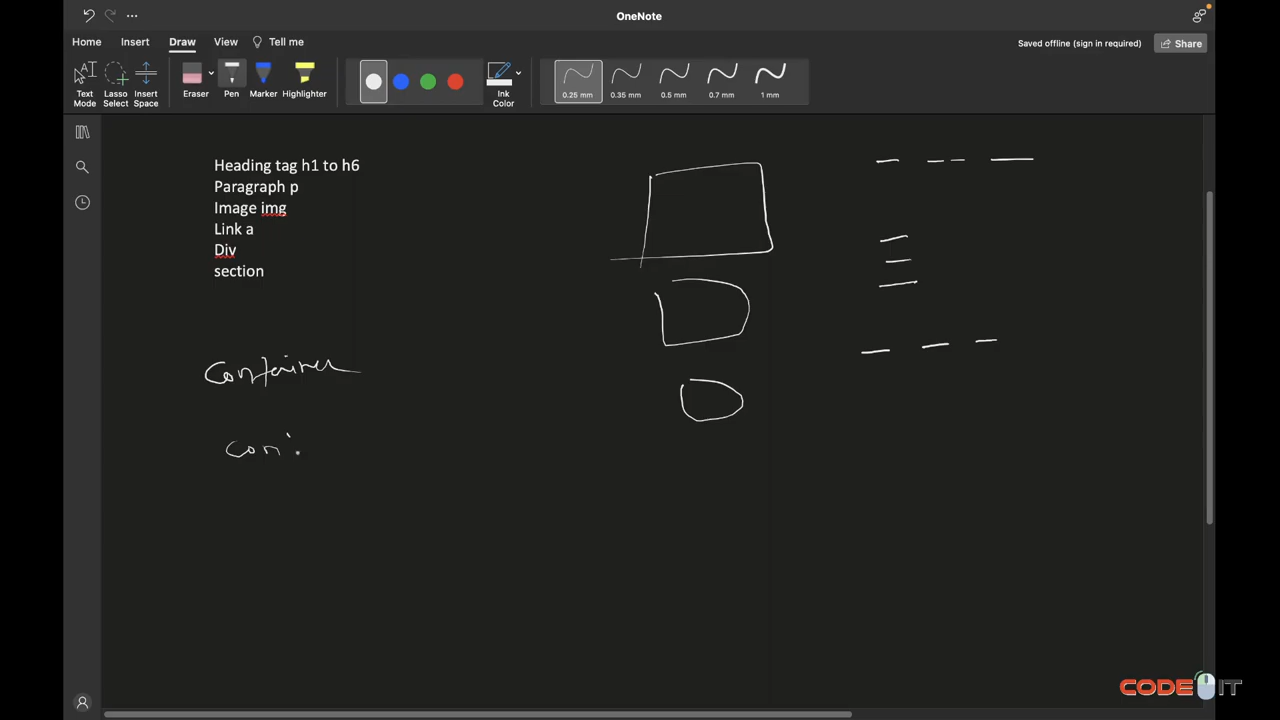 OneNote
Home Insert Draw View Tell me
Saved offline (sign in required) Share
Text Mode
Lasso Select
Insert Space
Eraser
Pen
Marker
Highlighter
Ink Color
0.25 mm
0.35 mm
0.5 mm
0.7 mm
1 mm
Heading tag h1 to h6
Paragraph p
Image img
Link a
Div
section
Container
con
CODE IT